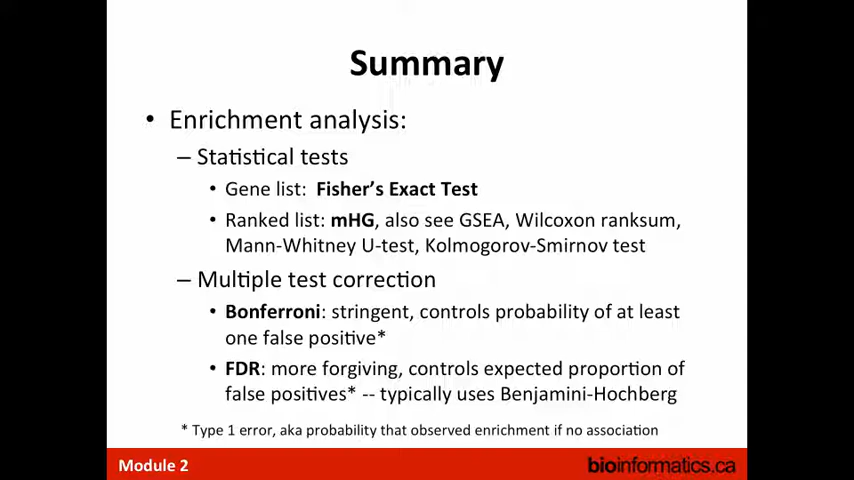 Summary
• Enrichment analysis:
– Statistical tests
• Gene list: Fisher's Exact Test
• Ranked list: mHG, also see GSEA, Wilcoxon ranksum,
Mann-Whitney U-test, Kolmogorov-Smirnov test
– Multiple test correction
• Bonferroni: stringent, controls probability of at least
one false positive*
• FDR: more forgiving, controls expected proportion of
false positives* -- typically uses Benjamini-Hochberg
* Type 1 error, aka probability that observed enrichment if no association
Module 2
bioinformatics.ca